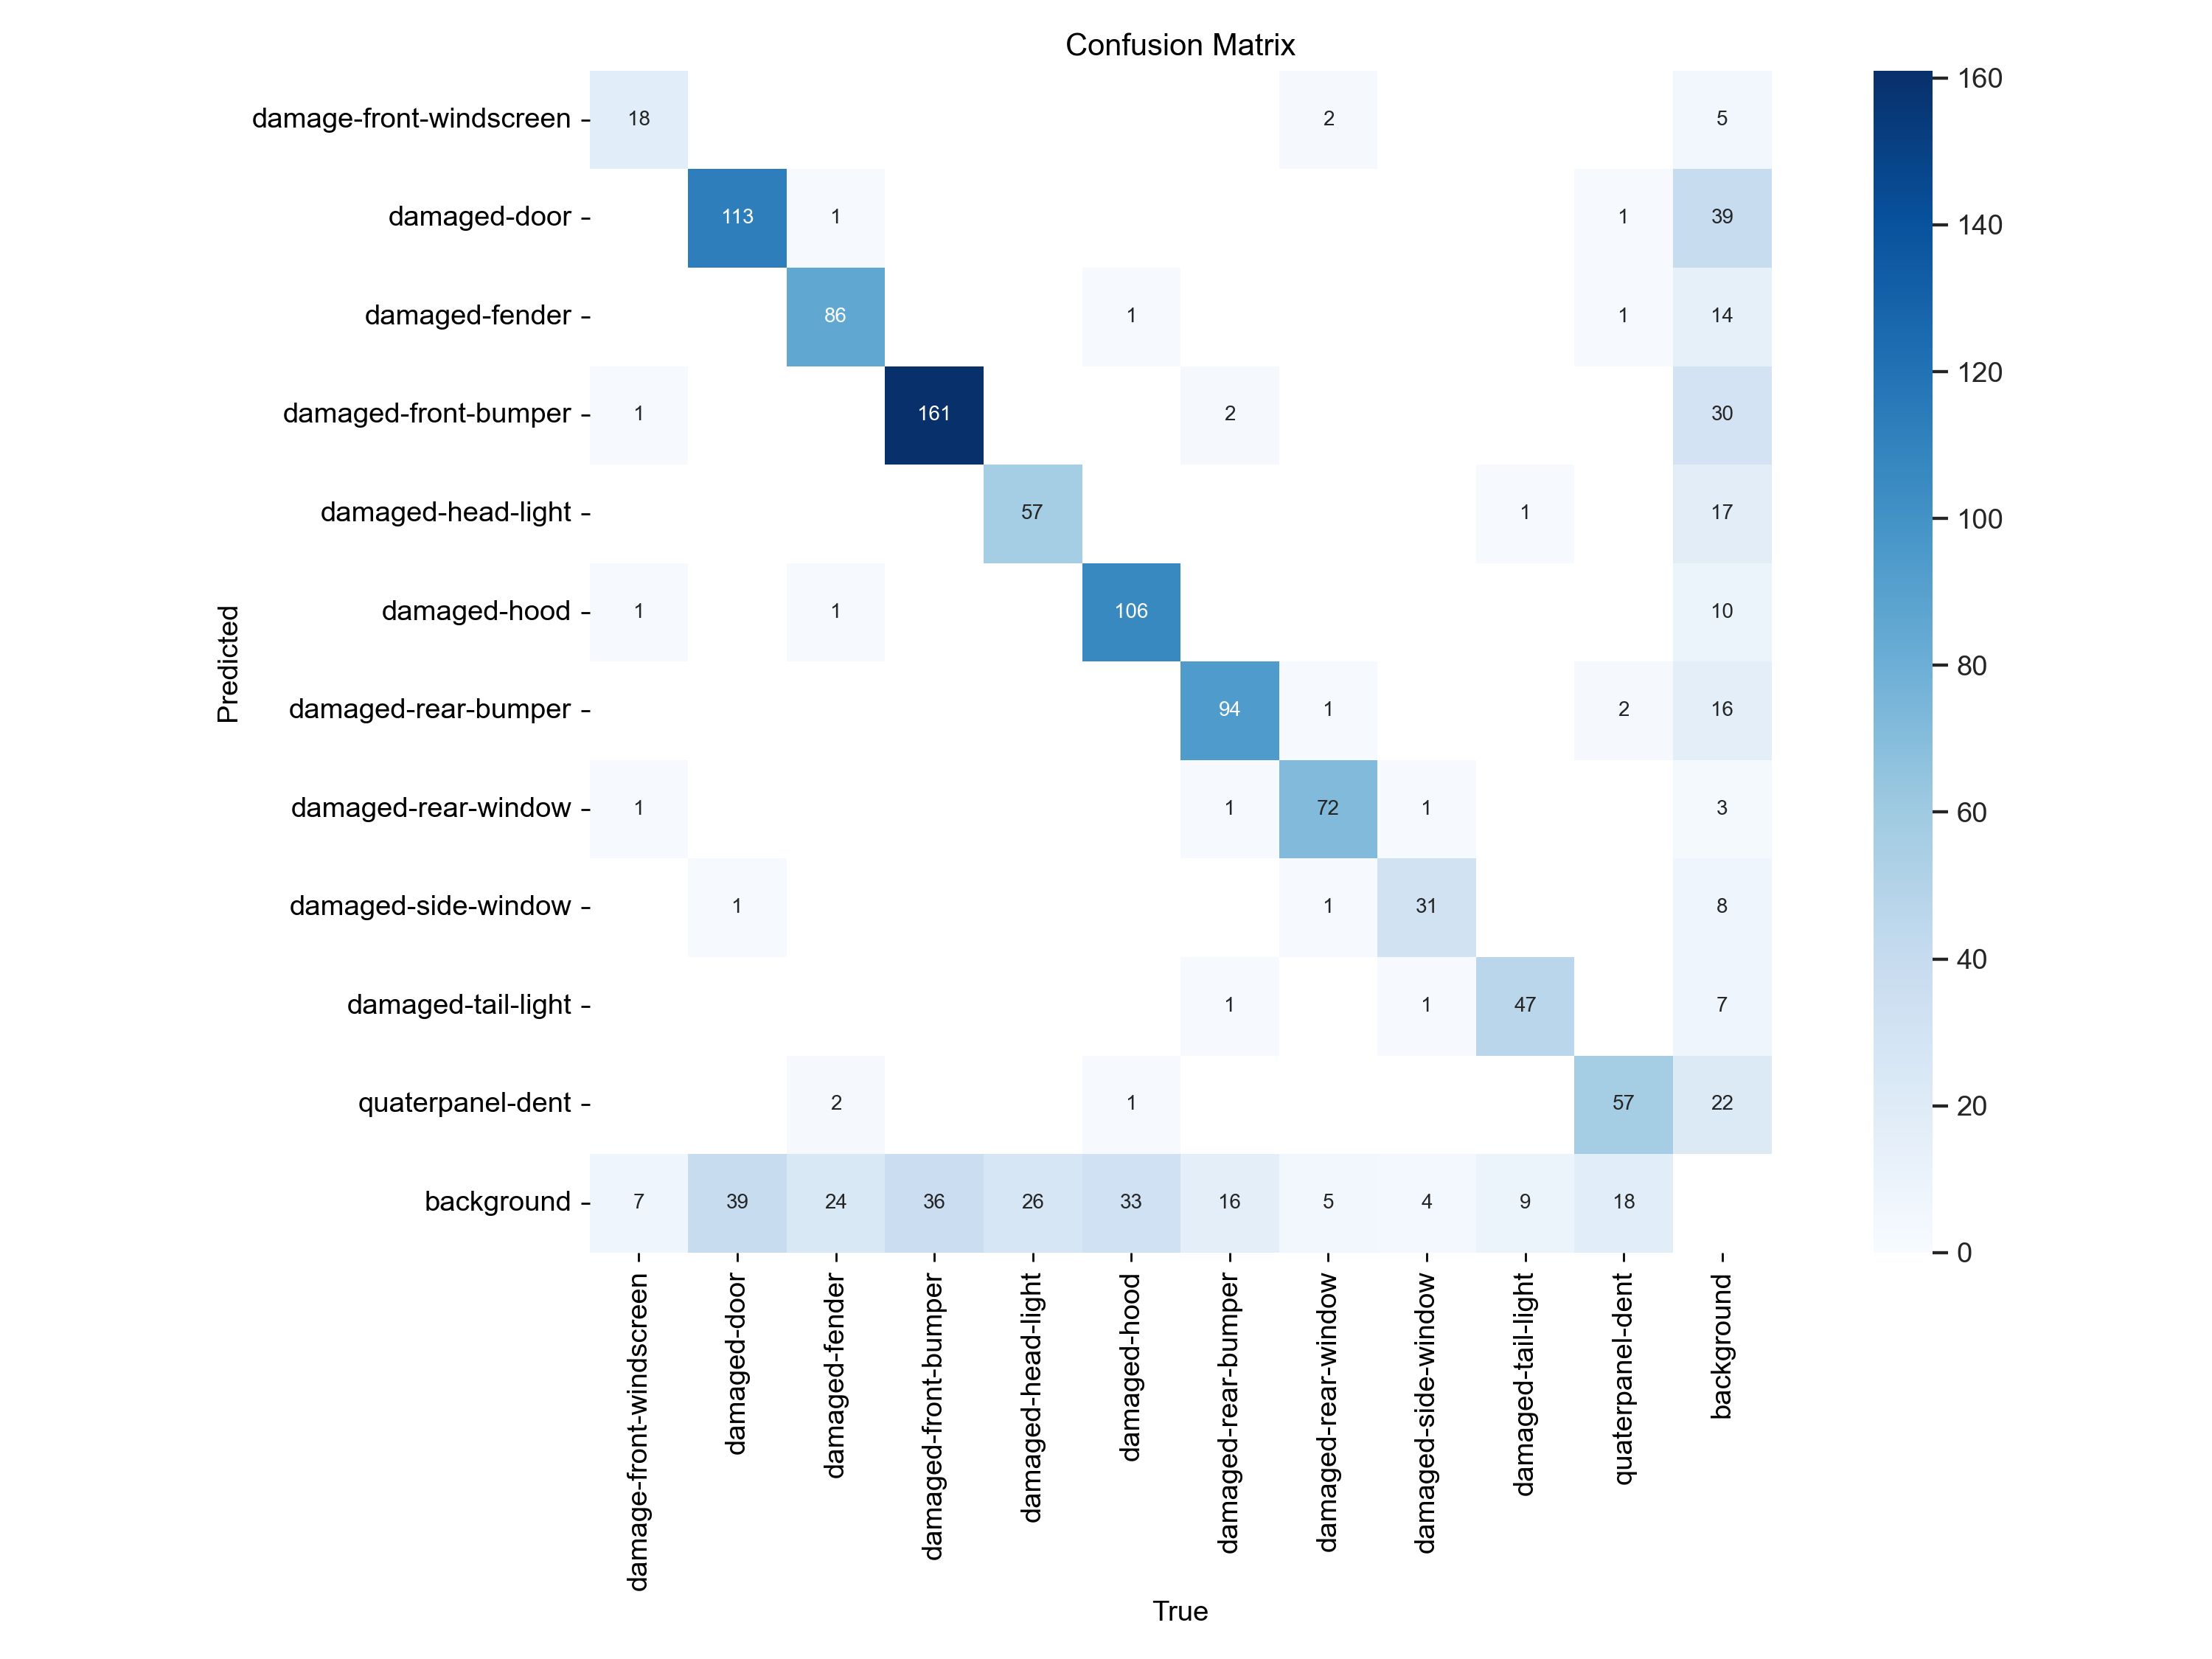 Confusion Matrix
damage-front-windscreen 18 2 5
damaged-door 113 1 1 39
damaged-fender 86 1 1 14
damaged-front-bumper 1 161 2 30
damaged-head-light 57 1 17
damaged-hood 1 1 106 10
damaged-rear-bumper 94 1 2 16
damaged-rear-window 1 1 72 1 3
damaged-side-window 1 1 31 8
damaged-tail-light 1 1 47 7
quaterpanel-dent 2 1 57 22
background 7 39 24 36 26 33 16 5 4 9 18
Predicted
damage-front-windscreen
damaged-door
damaged-fender
damaged-front-bumper
damaged-head-light
damaged-hood
damaged-rear-bumper
damaged-rear-window
damaged-side-window
damaged-tail-light
quaterpanel-dent
background
True
160
140
120
100
80
60
40
20
0